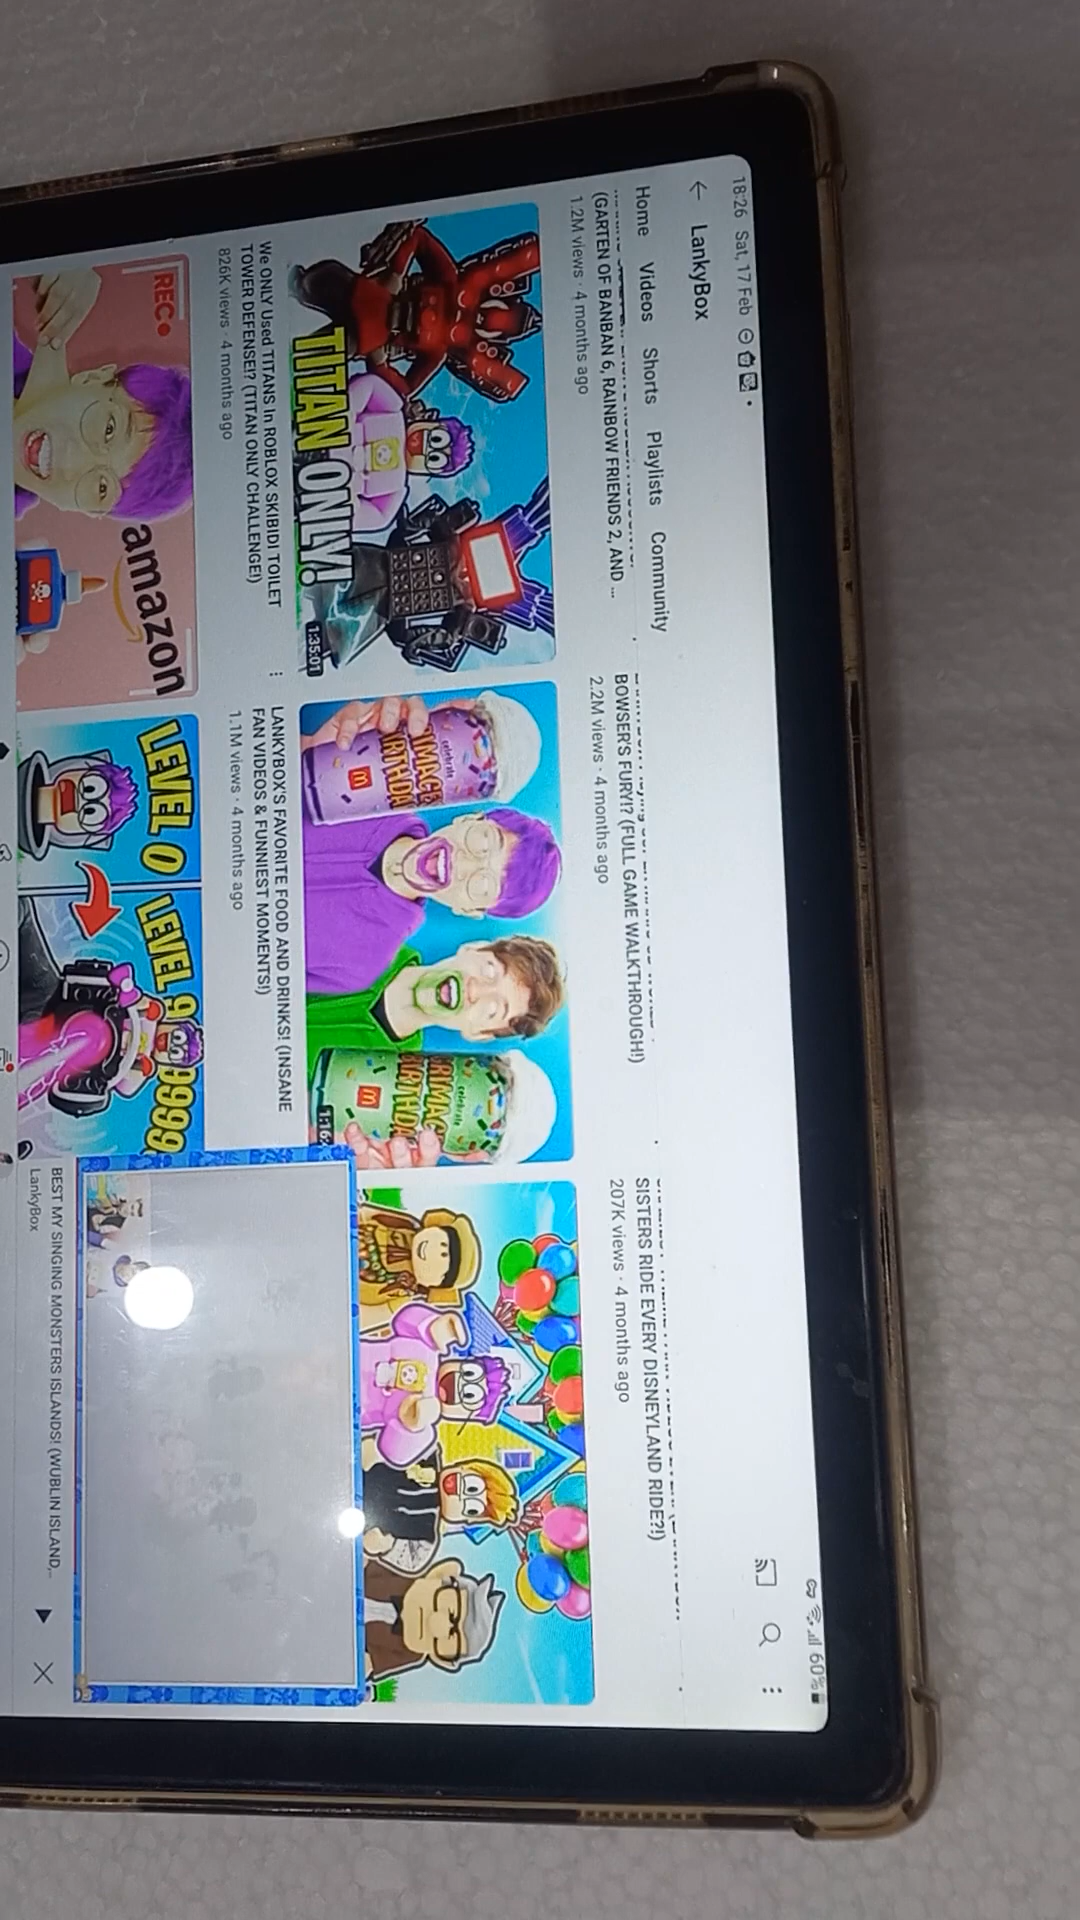 18:26 Sat, 17 Feb
60%
LankyBox
Home Videos Shorts Playlists Community
(GARTEN OF BANBAN 6, RAINBOW FRIENDS 2, AND ...
1.2M views · 4 months ago
BOWSER'S FURY!? (FULL GAME WALKTHROUGH!)
2.2M views · 4 months ago
SISTERS RIDE EVERY DISNEYLAND RIDE?!)
207K views · 4 months ago
TITAN ONLY!
1:35:01
We ONLY Used TITANS In ROBLOX SKIBIDI TOILET
TOWER DEFENSE!? (TITAN ONLY CHALLENGE!)
826K views · 4 months ago
celebrate
celebrate
1:16:
LANKYBOX'S FAVORITE FOOD AND DRINKS! (INSANE
FAN VIDEOS & FUNNIEST MOMENTS!)
1.1M views · 4 months ago
REC
amazon
LEVEL 0
LEVEL 99999
BEST MY SINGING MONSTERS ISLANDS! (WUBLIN ISLAND,...
LankyBox